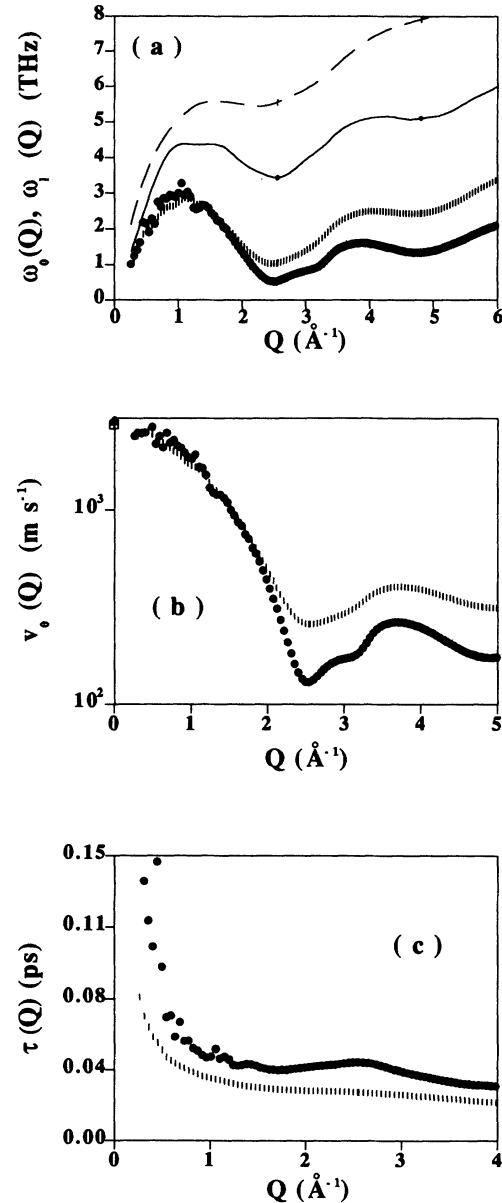 ( a )
ω₀(Q), ω₁ (Q) (THz)
8
7
6
5
4
3
2
1
0
0 1 2 3 4 5 6
Q (Å⁻¹)
( b )
v₀ (Q) (m s⁻¹)
10³
10²
0 1 2 3 4 5
Q (Å⁻¹)
( c )
τ (Q) (ps)
0.15
0.11
0.08
0.04
0.00
0 1 2 3 4
Q (Å⁻¹)